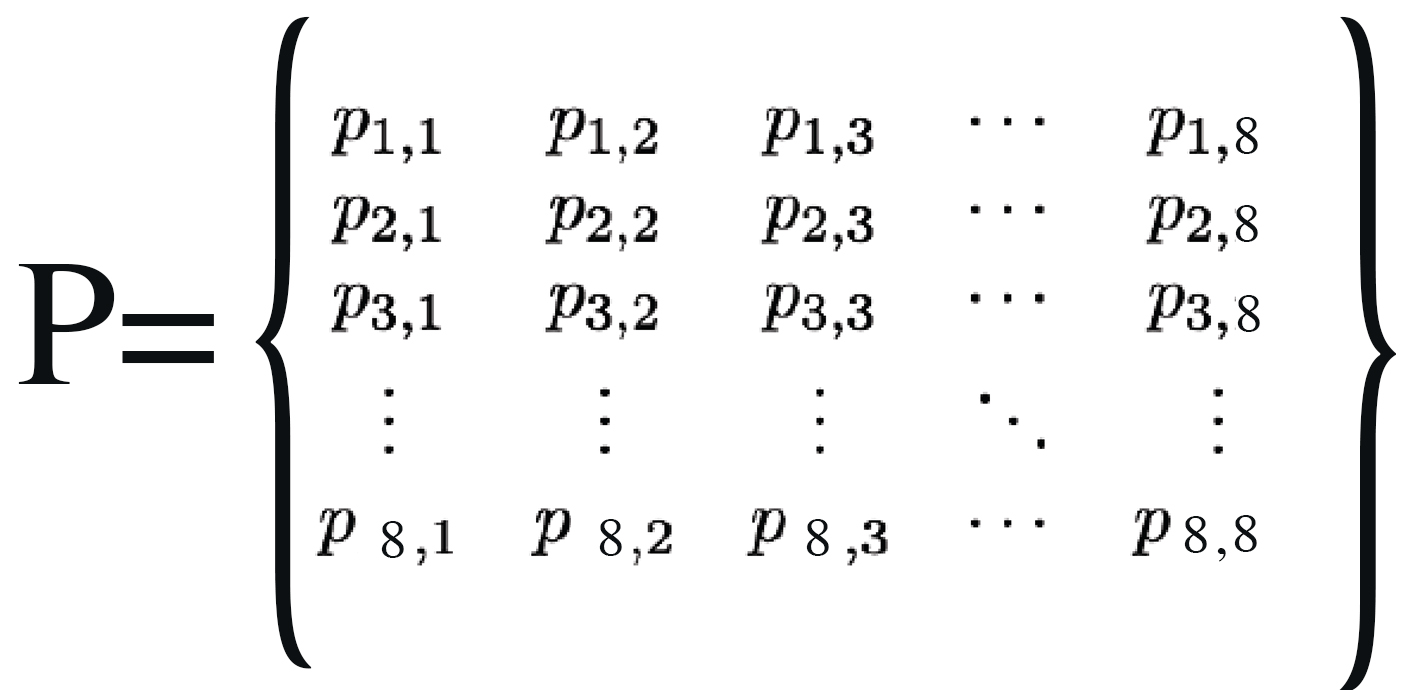 p1,1 p1,2 p1,3 ⋯ p1,8
p2,1 p2,2 p2,3 ⋯ p2,8
P= { p3,1 p3,2 p3,3 ⋯ p3,8 }
⋮ ⋮ ⋮ ⋱ ⋮
p 8,1 p 8,2 p 8,3 ⋯ p 8,8